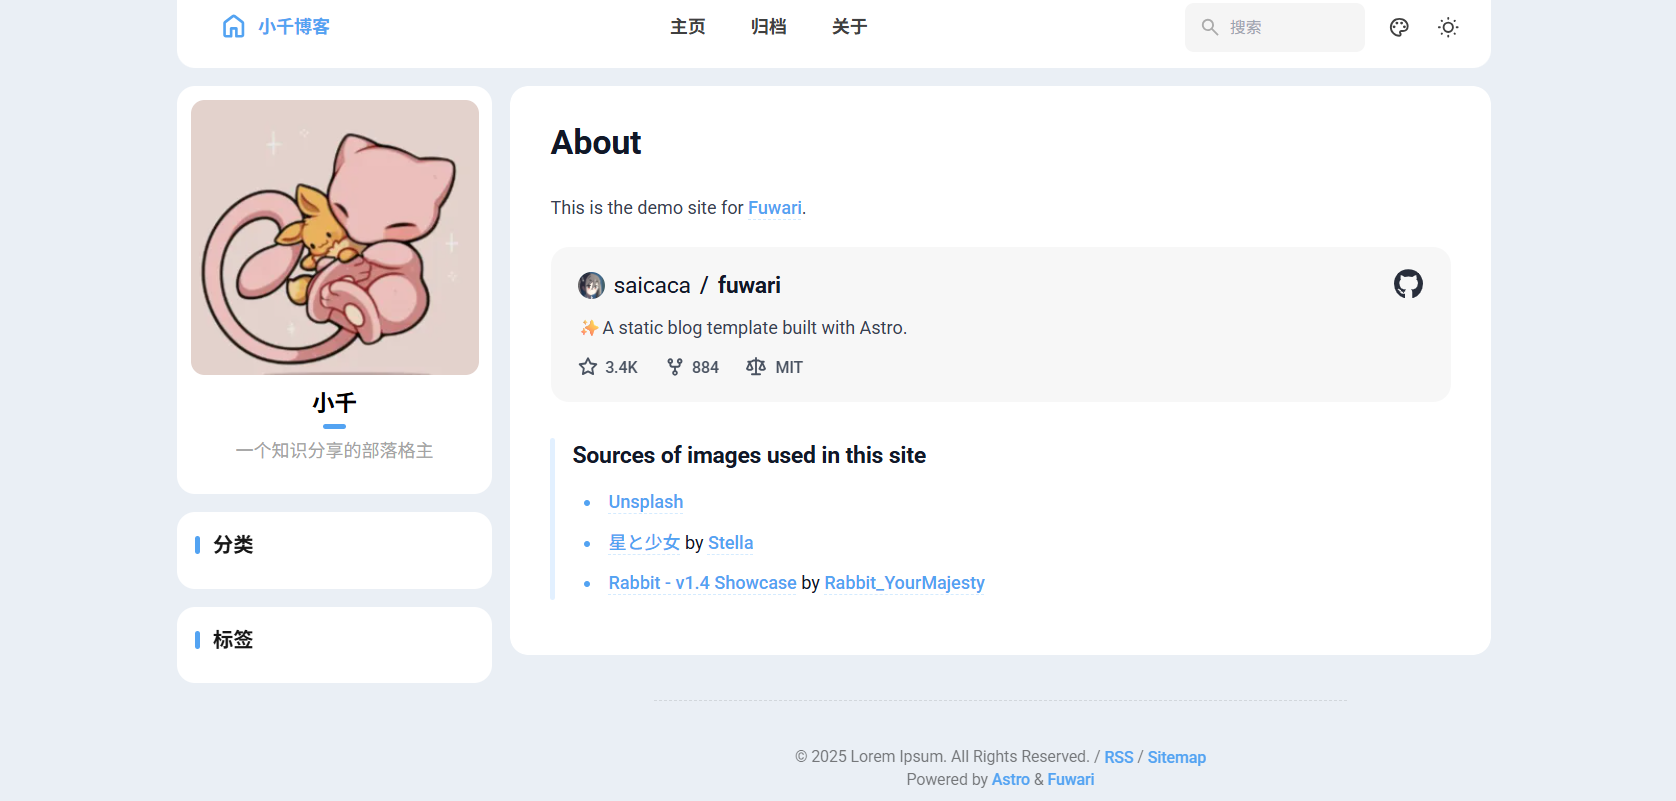 小千博客
主页 归档 关于
搜索
小千
一个知识分享的部落格主
分类
标签
About
This is the demo site for Fuwari.
saicaca / fuwari
✨ A static blog template built with Astro.
3.4K 884 MIT
Sources of images used in this site
Unsplash
星と少女 by Stella
Rabbit - v1.4 Showcase by Rabbit_YourMajesty
© 2025 Lorem Ipsum. All Rights Reserved. / RSS / Sitemap
Powered by Astro & Fuwari